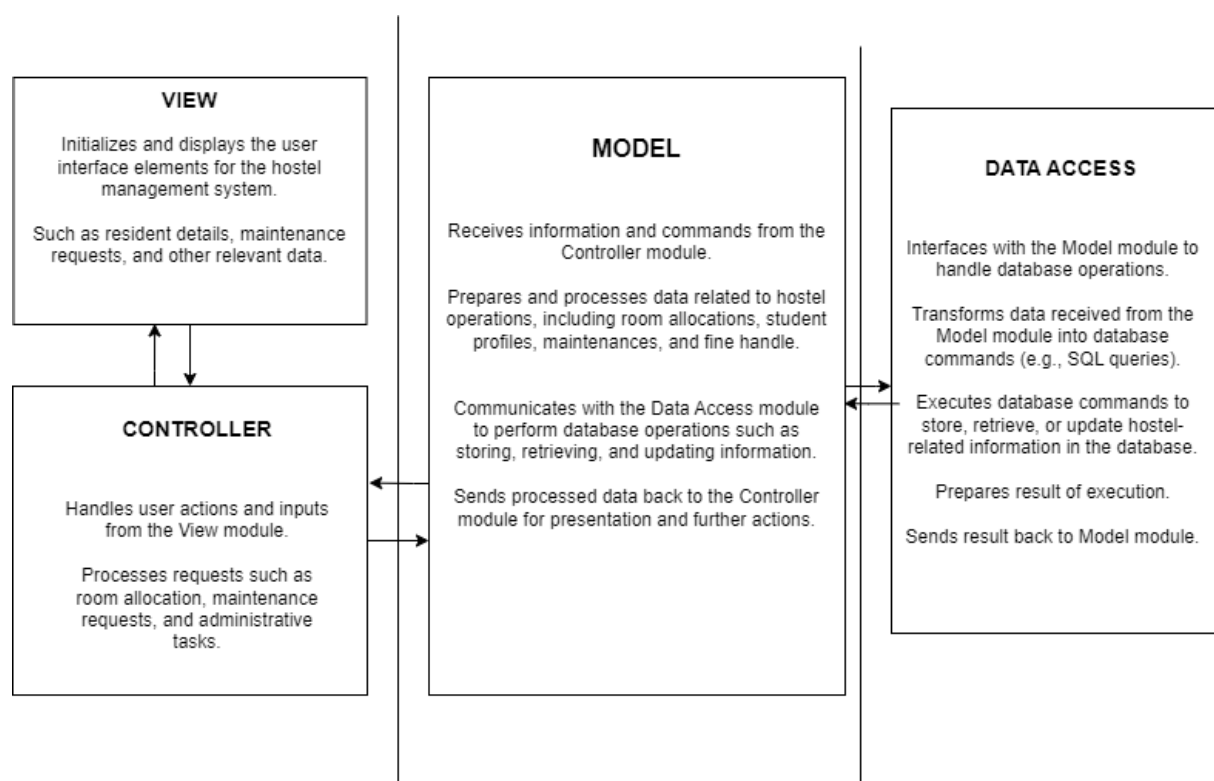 VIEW
Initializes and displays the user
interface elements for the hostel
management system.
Such as resident details, maintenance
requests, and other relevant data.
CONTROLLER
Handles user actions and inputs
from the View module.
Processes requests such as
room allocation, maintenance
requests, and administrative
tasks.
MODEL
Receives information and commands from the
Controller module.
Prepares and processes data related to hostel
operations, including room allocations, student
profiles, maintenances, and fine handle.
Communicates with the Data Access module
to perform database operations such as
storing, retrieving, and updating information.
Sends processed data back to the Controller
module for presentation and further actions.
DATA ACCESS
Interfaces with the Model module to
handle database operations.
Transforms data received from the
Model module into database
commands (e.g., SQL queries).
Executes database commands to
store, retrieve, or update hostel-
related information in the database.
Prepares result of execution.
Sends result back to Model module.